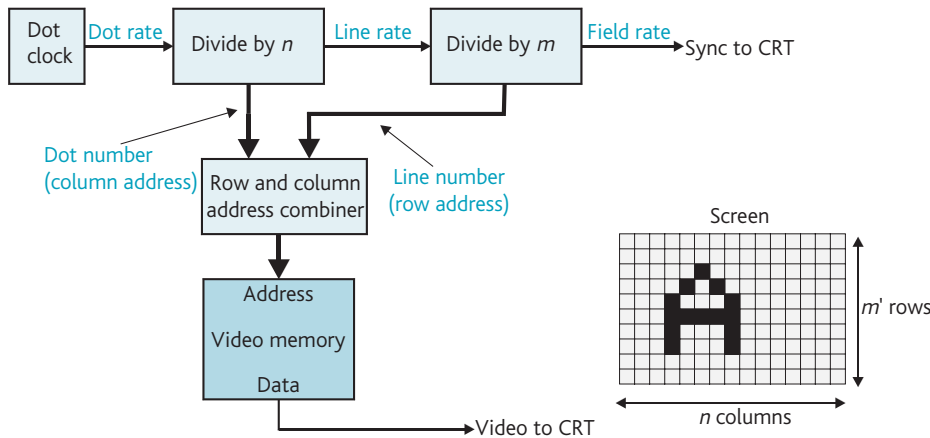 Dot
clock
Dot rate
Divide by n
Line rate
Divide by m
Field rate
Sync to CRT
Dot number
(column address)
Row and column
address combiner
Line number
(row address)
Address
Video memory
Data
Video to CRT
Screen
m' rows
n columns